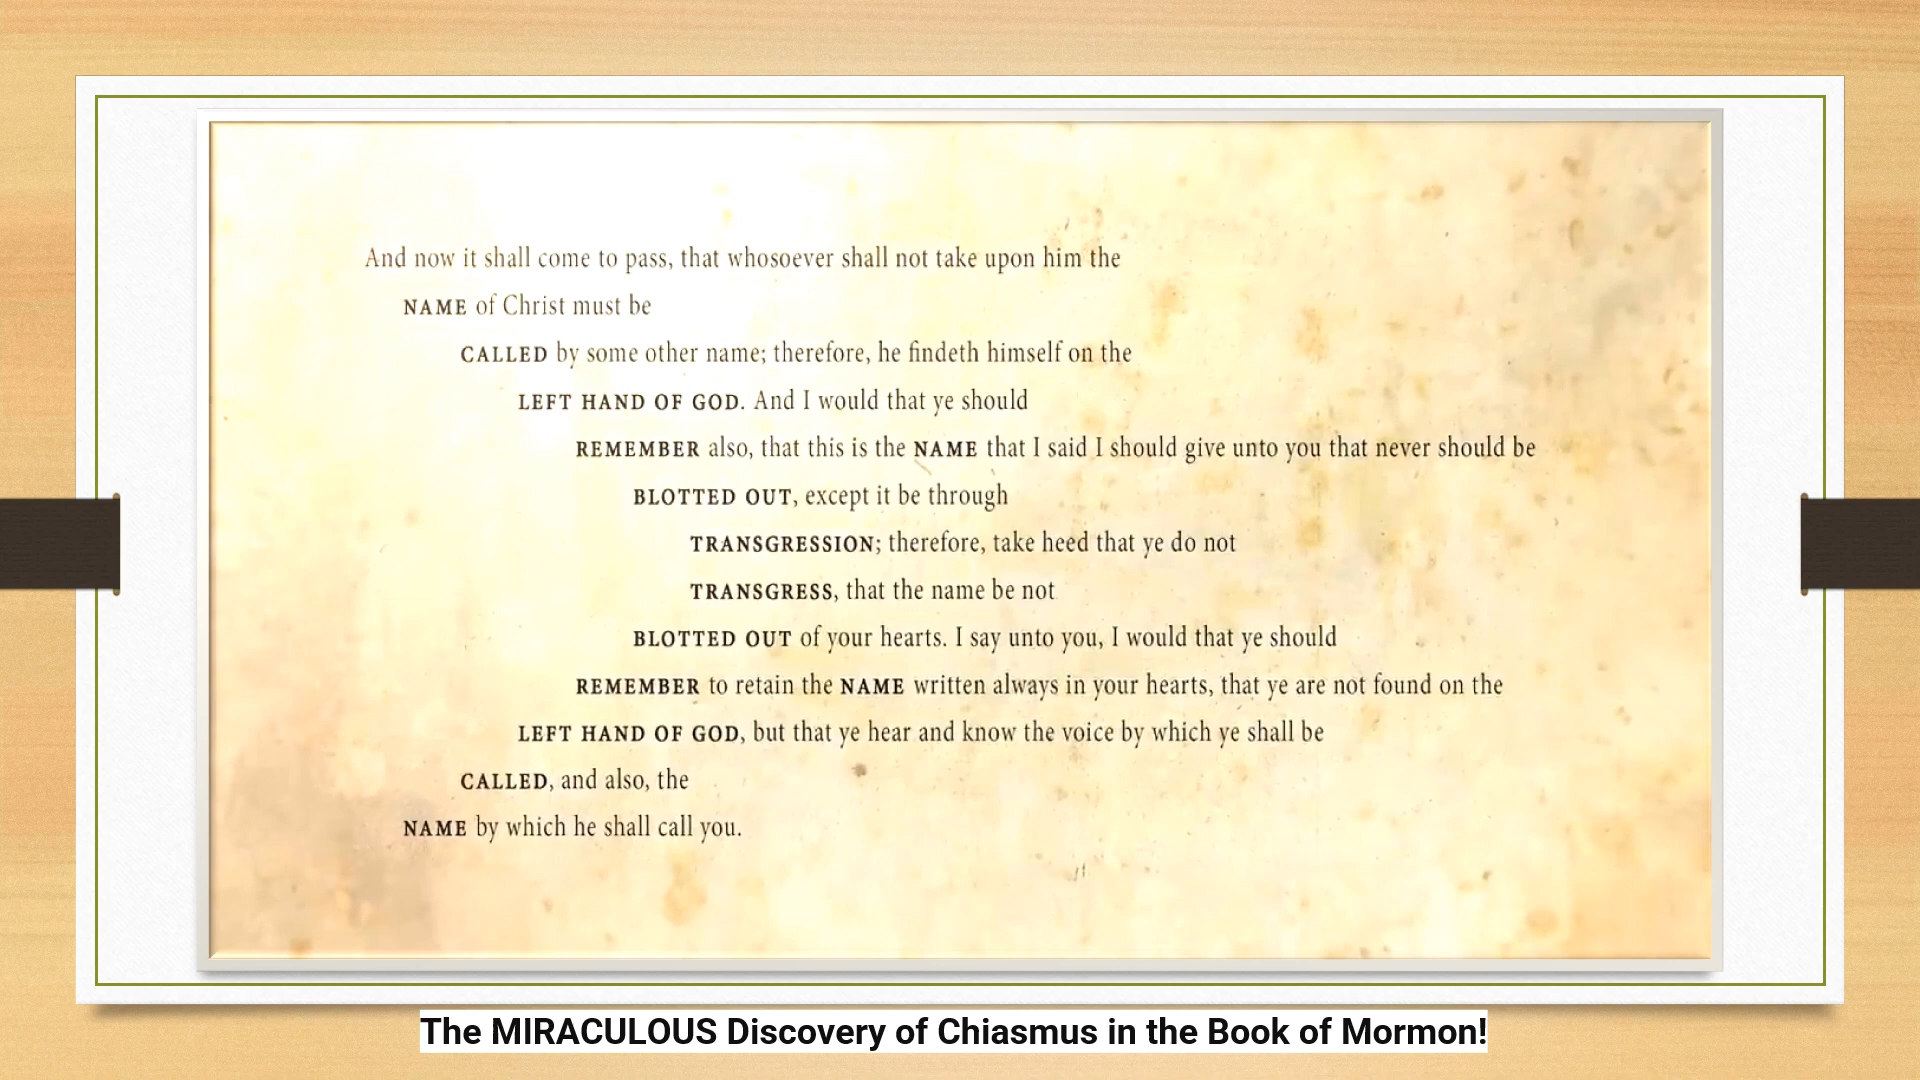 And now it shall come to pass, that whosoever shall not take upon him the
NAME of Christ must be
CALLED by some other name; therefore, he findeth himself on the
LEFT HAND OF GOD. And I would that ye should
REMEMBER also, that this is the NAME that I said I should give unto you that never should be
BLOTTED OUT, except it be through
TRANSGRESSION; therefore, take heed that ye do not
TRANSGRESS, that the name be not
BLOTTED OUT of your hearts. I say unto you, I would that ye should
REMEMBER to retain the NAME written always in your hearts, that ye are not found on the
LEFT HAND OF GOD, but that ye hear and know the voice by which ye shall be
CALLED, and also, the
NAME by which he shall call you.
The MIRACULOUS Discovery of Chiasmus in the Book of Mormon!